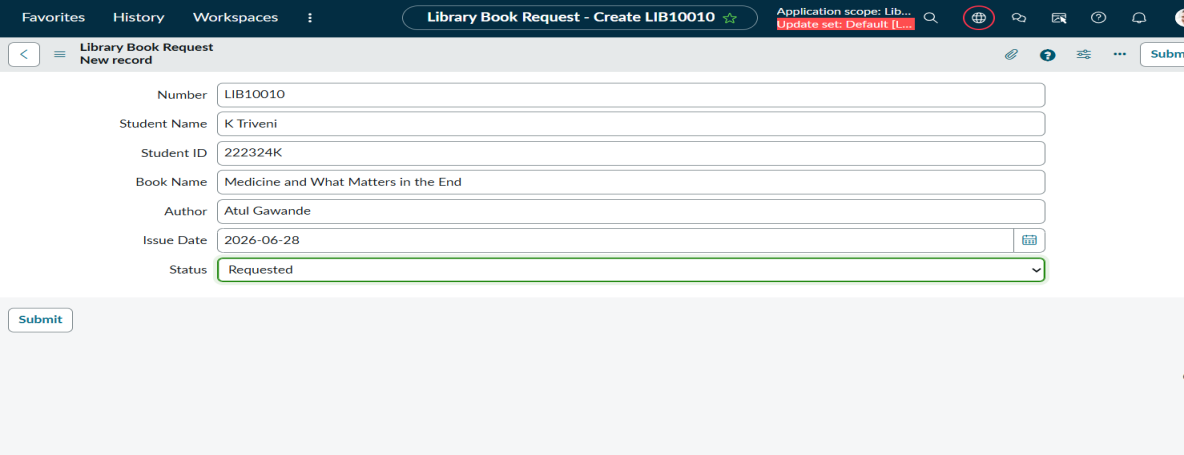 Favorites History Workspaces Library Book Request - Create LIB10010 Application scope: Lib...
Update set: Default [L...
Library Book Request
New record
Subm
Number LIB10010
Student Name K Triveni
Student ID 222324K
Book Name Medicine and What Matters in the End
Author Atul Gawande
Issue Date 2026-06-28
Status Requested
Submit